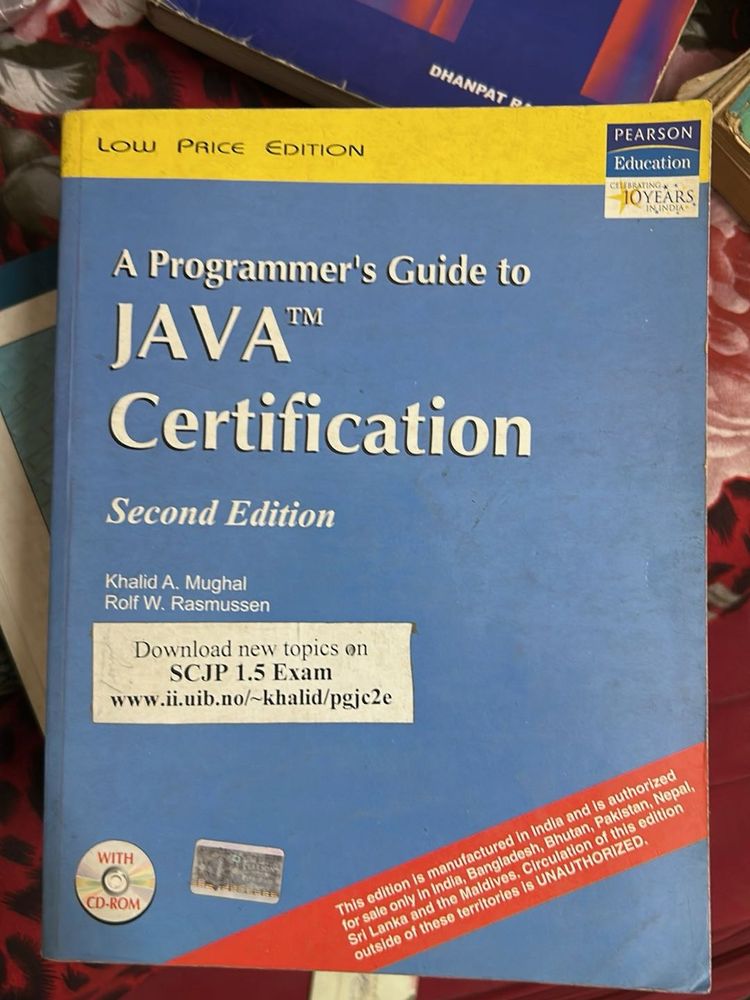 DHANPAT
LOW PRICE EDITION
PEARSON
Education
CELEBRATING
10 YEARS
IN INDIA
A Programmer's Guide to
JAVA™
Certification
Second Edition
Khalid A. Mughal
Rolf W. Rasmussen
Download new topics on
SCJP 1.5 Exam
www.ii.uib.no/~khalid/pgjc2e
WITH
CD-ROM
This edition is manufactured in India and is authorized
for sale only in India, Bangladesh, Bhutan, Pakistan, Nepal,
Sri Lanka and the Maldives. Circulation of this edition
outside of these territories is UNAUTHORIZED.